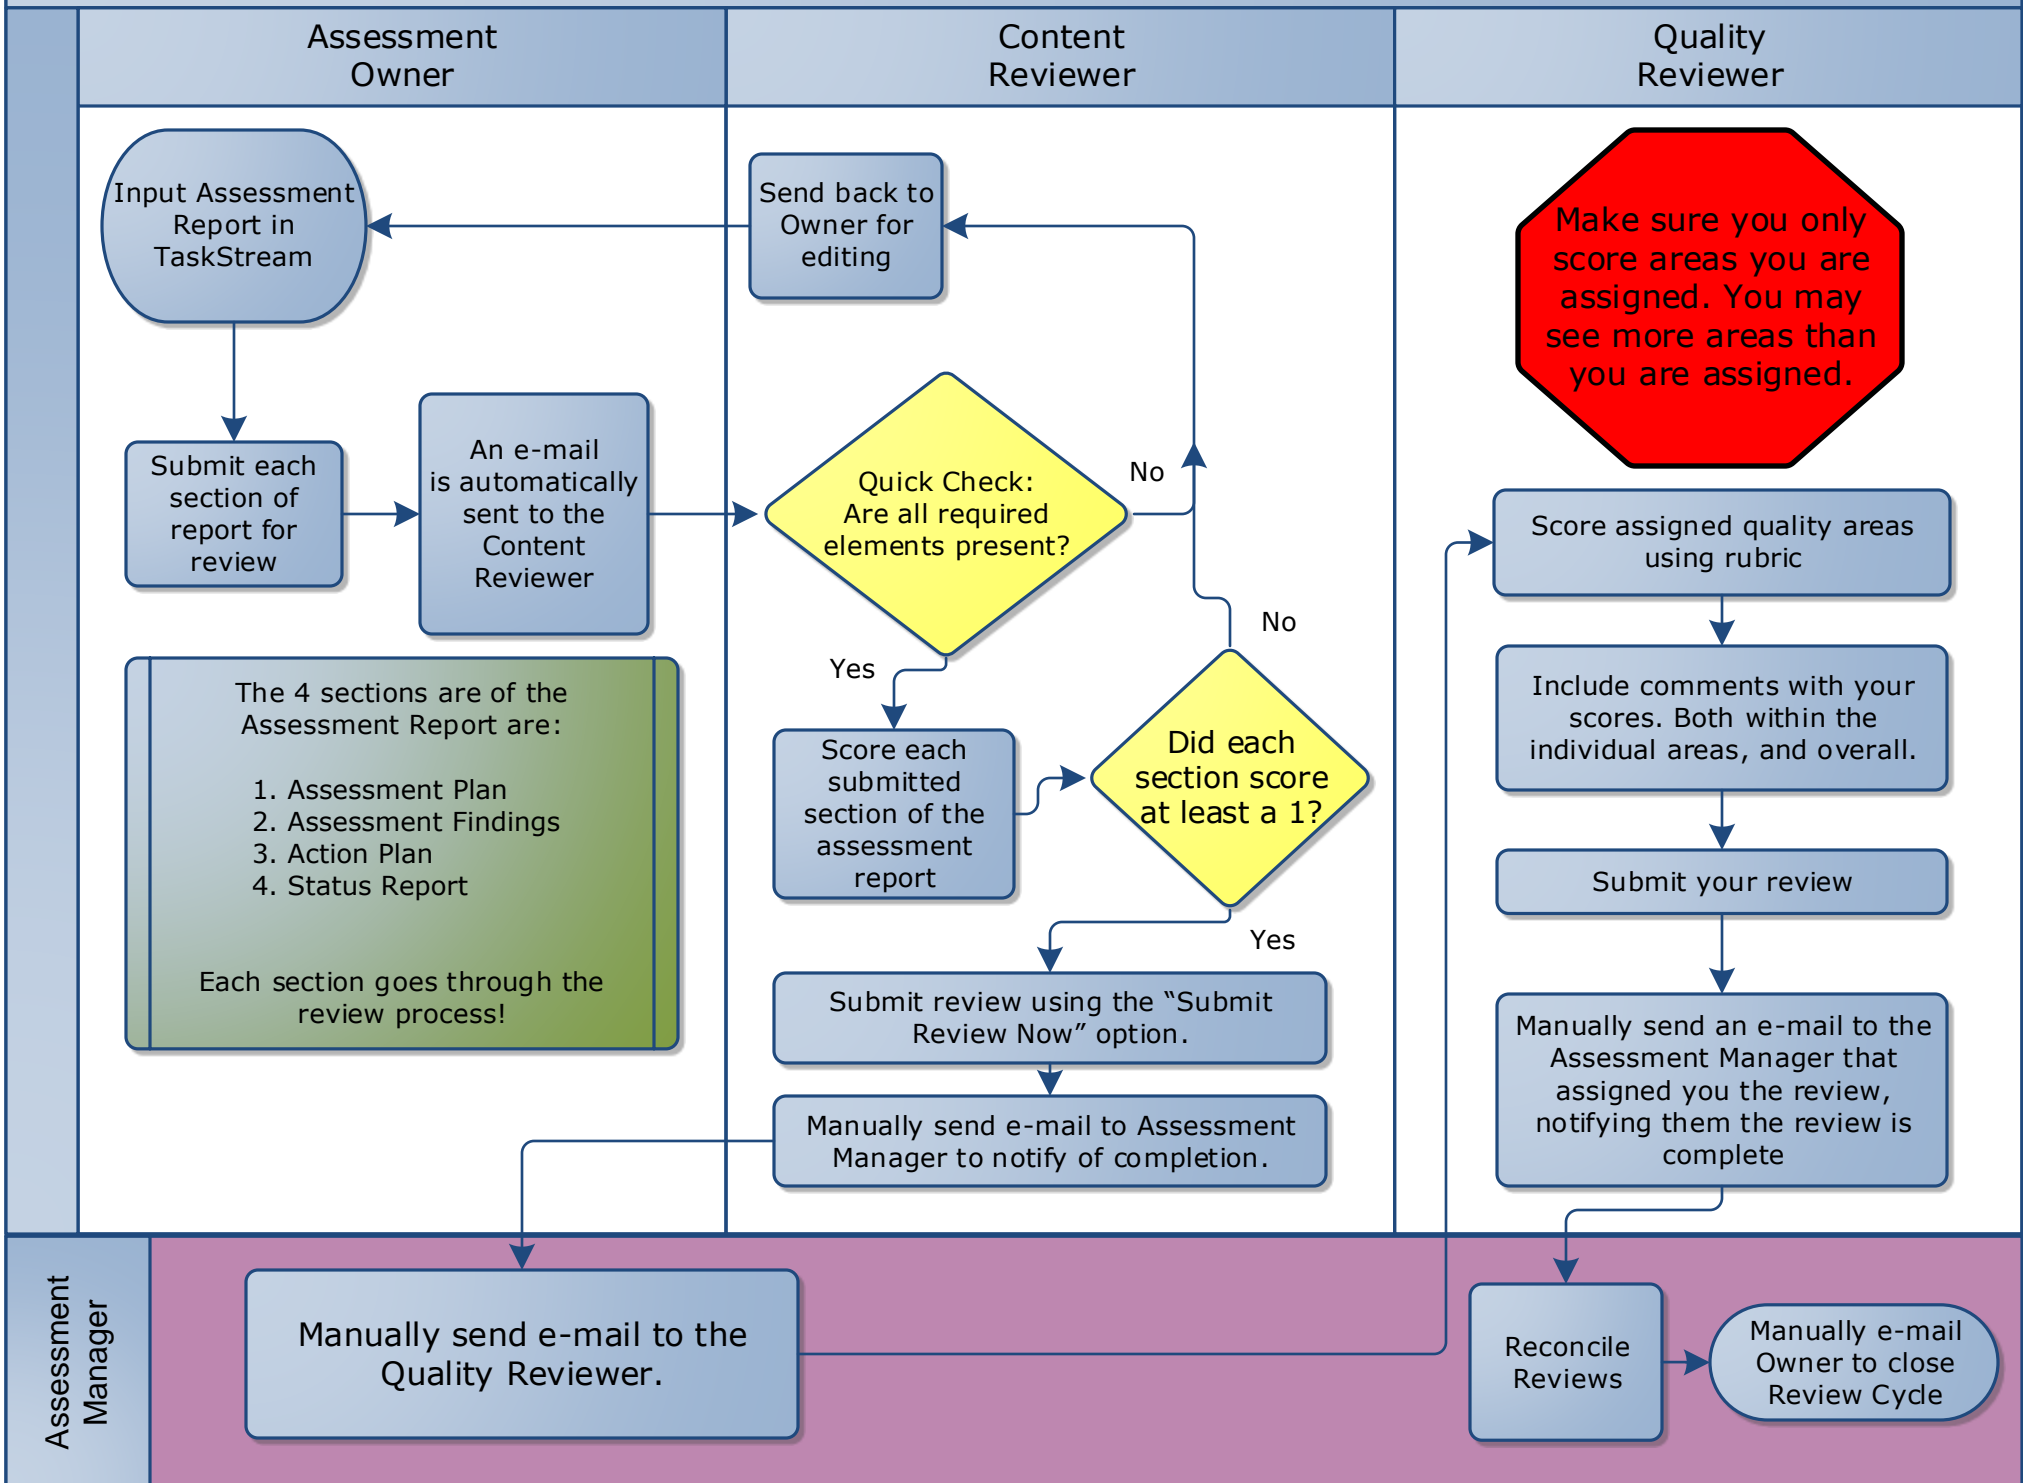 Assessment
Owner
Content
Reviewer
Quality
Reviewer
Input Assessment
Report in
TaskStream
Submit each
section of
report for
review
An e-mail
is automatically
sent to the
Content
Reviewer
The 4 sections are of the
Assessment Report are:
1. Assessment Plan
2. Assessment Findings
3. Action Plan
4. Status Report
Each section goes through the
review process!
Send back to
Owner for
editing
Quick Check:
Are all required
elements present?
No
Yes
Score each
submitted
section of the
assessment
report
No
Did each
section score
at least a 1?
Yes
Submit review using the “Submit
Review Now” option.
Manually send e-mail to Assessment
Manager to notify of completion.
Make sure you only
score areas you are
assigned. You may
see more areas than
you are assigned.
Score assigned quality areas
using rubric
Include comments with your
scores. Both within the
individual areas, and overall.
Submit your review
Manually send an e-mail to the
Assessment Manager that
assigned you the review,
notifying them the review is
complete
Assessment
Manager
Manually send e-mail to the
Quality Reviewer.
Reconcile
Reviews
Manually e-mail
Owner to close
Review Cycle